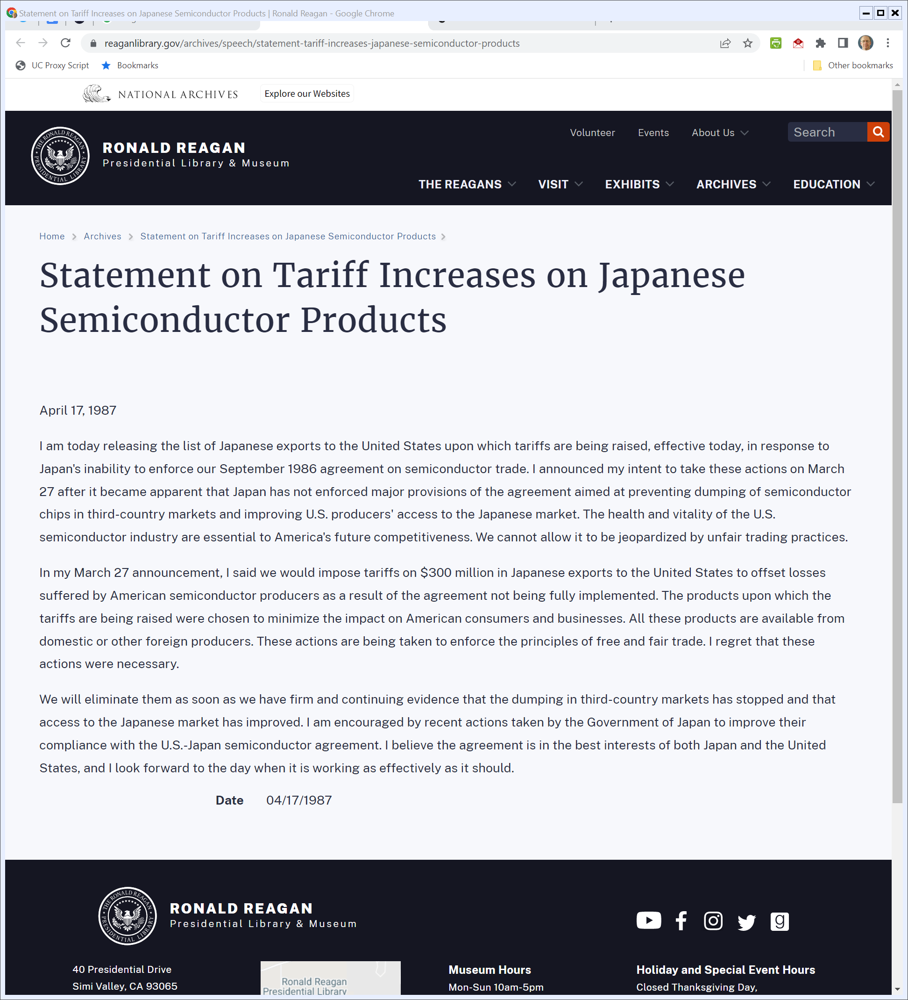 Statement on Tariff Increases on Japanese Semiconductor Products | Ronald Reagan - Google Chrome
reaganlibrary.gov/archives/speech/statement-tariff-increases-japanese-semiconductor-products
UC Proxy Script Bookmarks Other bookmarks
NATIONAL ARCHIVES Explore our Websites
Volunteer Events About Us Search
THE RONALD REAGAN PRESIDENTIAL LIBRARY
RONALD REAGAN
Presidential Library & Museum
THE REAGANS VISIT EXHIBITS ARCHIVES EDUCATION
Home Archives Statement on Tariff Increases on Japanese Semiconductor Products
Statement on Tariff Increases on Japanese
Semiconductor Products
April 17, 1987
I am today releasing the list of Japanese exports to the United States upon which tariffs are being raised, effective today, in response to
Japan's inability to enforce our September 1986 agreement on semiconductor trade. I announced my intent to take these actions on March
27 after it became apparent that Japan has not enforced major provisions of the agreement aimed at preventing dumping of semiconductor
chips in third-country markets and improving U.S. producers' access to the Japanese market. The health and vitality of the U.S.
semiconductor industry are essential to America's future competitiveness. We cannot allow it to be jeopardized by unfair trading practices.
In my March 27 announcement, I said we would impose tariffs on $300 million in Japanese exports to the United States to offset losses
suffered by American semiconductor producers as a result of the agreement not being fully implemented. The products upon which the
tariffs are being raised were chosen to minimize the impact on American consumers and businesses. All these products are available from
domestic or other foreign producers. These actions are being taken to enforce the principles of free and fair trade. I regret that these
actions were necessary.
We will eliminate them as soon as we have firm and continuing evidence that the dumping in third-country markets has stopped and that
access to the Japanese market has improved. I am encouraged by recent actions taken by the Government of Japan to improve their
compliance with the U.S.-Japan semiconductor agreement. I believe the agreement is in the best interests of both Japan and the United
States, and I look forward to the day when it is working as effectively as it should.
Date 04/17/1987
THE RONALD REAGAN PRESIDENTIAL LIBRARY
RONALD REAGAN
Presidential Library & Museum
40 Presidential Drive
Simi Valley, CA 93065
Ronald Reagan
Presidential Library
Museum Hours
Mon-Sun 10am-5pm
Holiday and Special Event Hours
Closed Thanksgiving Day,